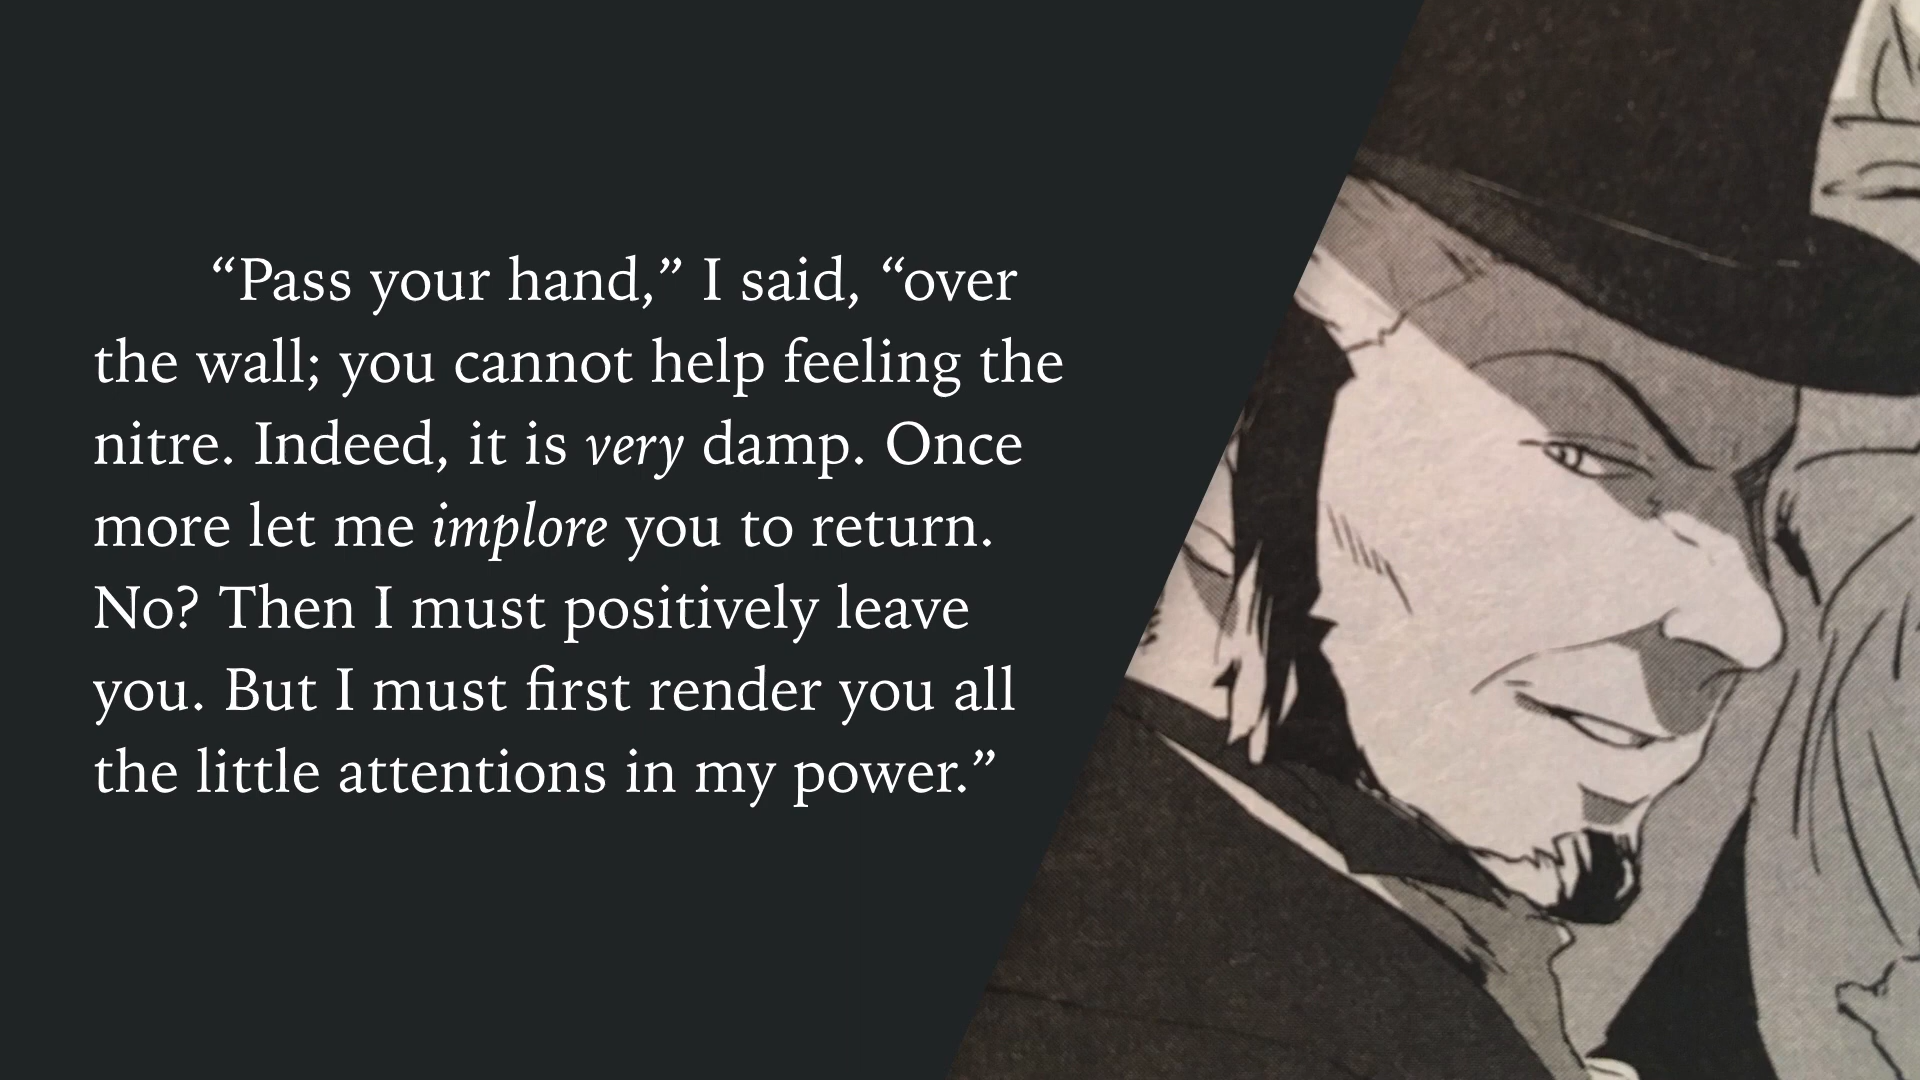 “Pass your hand,” I said, “over
the wall; you cannot help feeling the
nitre. Indeed, it is very damp. Once
more let me implore you to return.
No? Then I must positively leave
you. But I must first render you all
the little attentions in my power.”